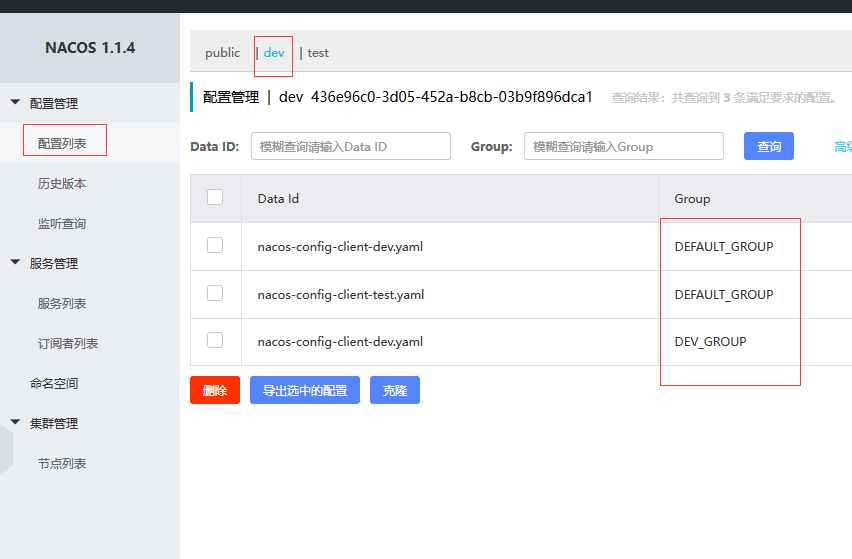 NACOS 1.1.4
配置管理
配置列表
历史版本
监听查询
服务管理
服务列表
订阅者列表
命名空间
集群管理
节点列表
public | dev | test
配置管理 | dev 436e96c0-3d05-452a-b8cb-03b9f896dca1 查询结果：共查询到 3 条满足要求的配置。
Data ID: 模糊查询请输入Data ID Group: 模糊查询请输入Group 查询 高级
Data Id Group
nacos-config-client-dev.yaml DEFAULT_GROUP
nacos-config-client-test.yaml DEFAULT_GROUP
nacos-config-client-dev.yaml DEV_GROUP
删除 导出选中的配置 克隆